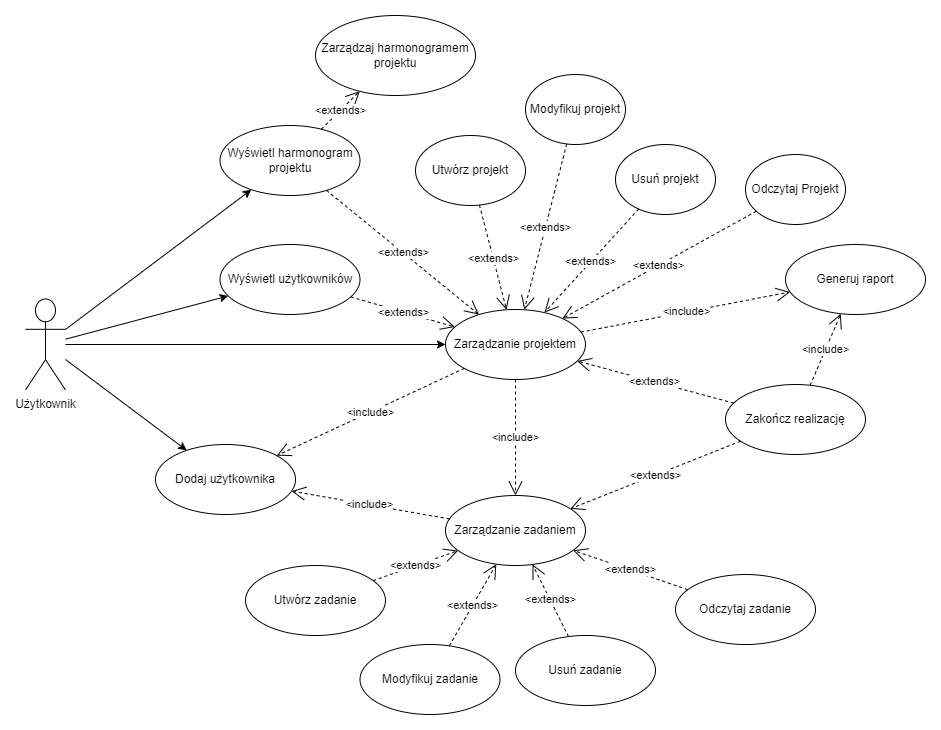 Zarządzaj harmonogramem
projektu
<extends>
Modyfikuj projekt
Wyświetl harmonogram
projektu
Utwórz projekt
Usuń projekt
Odczytaj Projekt
<extends>
<extends>
<extends>
<extends>
<extends>
Wyświetl użytkowników
Generuj raport
<extends>
<include>
Zarządzanie projektem
<include>
Użytkownik
<extends>
<include>
Zakończ realizację
<include>
Dodaj użytkownika
<extends>
<include>
Zarządzanie zadaniem
<extends>
<extends>
Utwórz zadanie
<extends>
<extends>
Odczytaj zadanie
Modyfikuj zadanie
Usuń zadanie